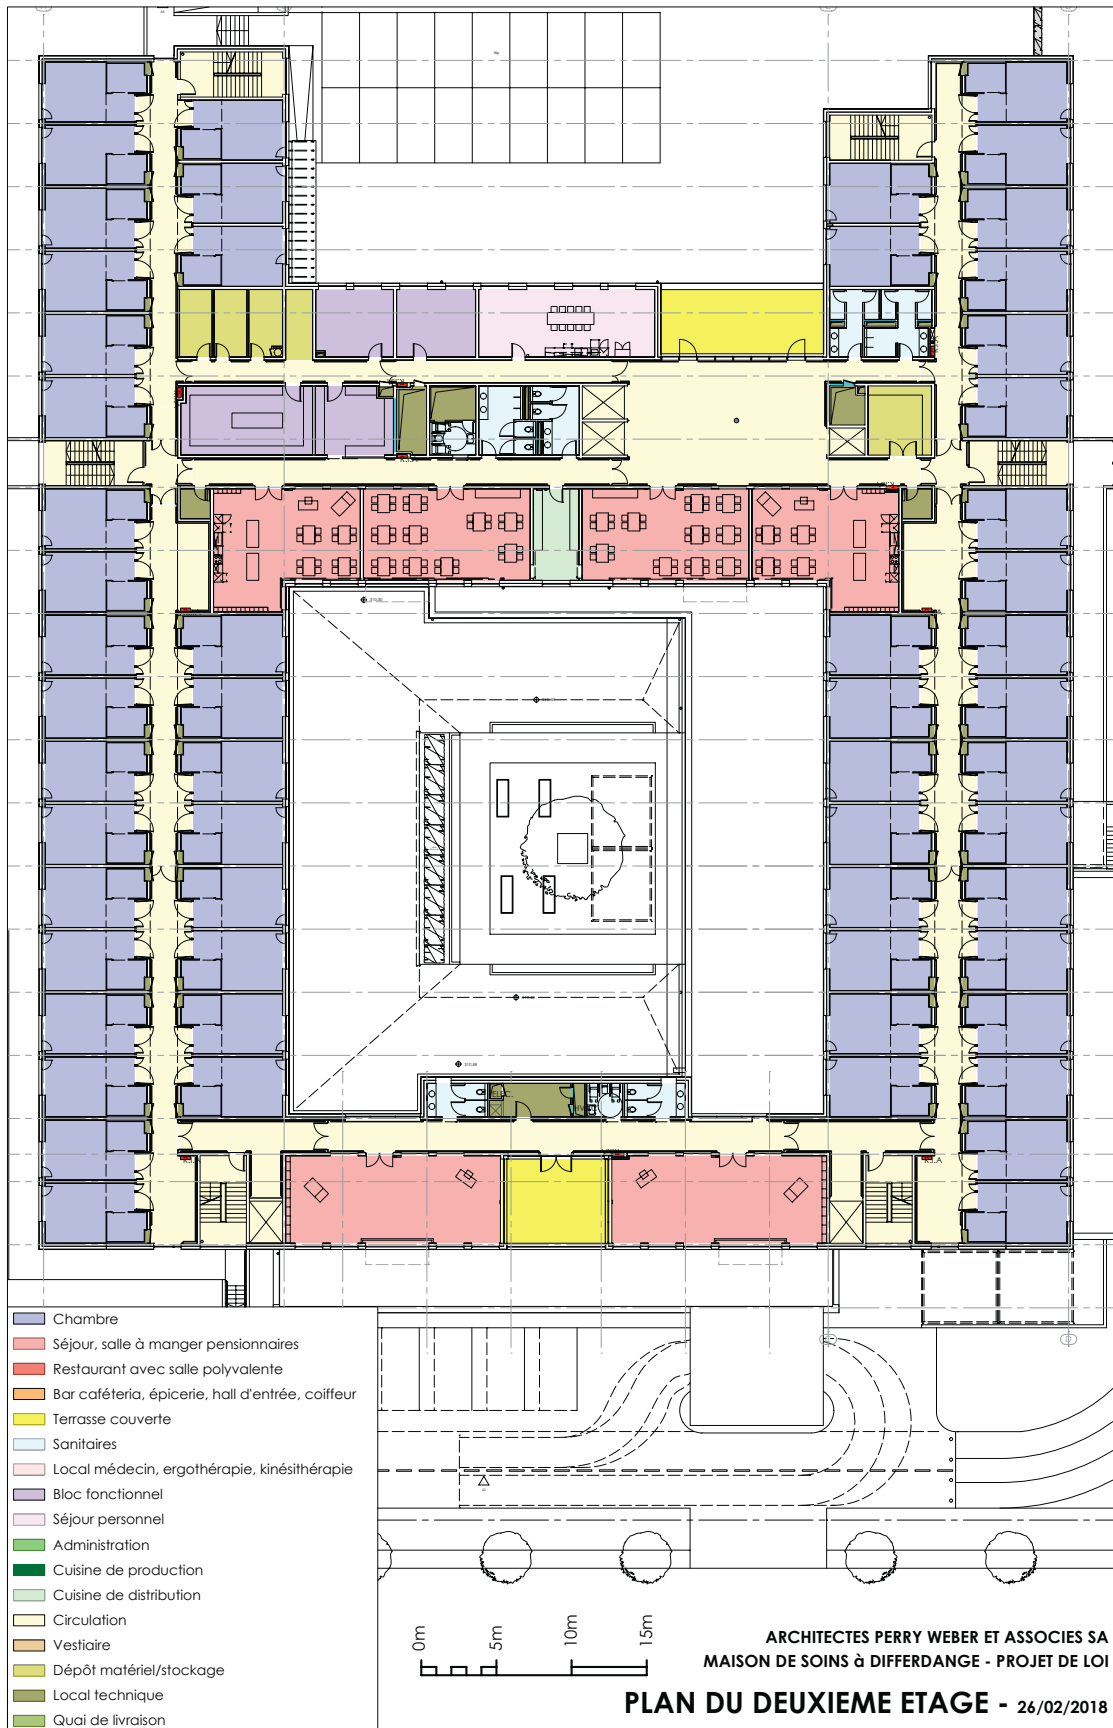 ELEC.
R.I.A
Chambre
Séjour, salle à manger pensionnaires
Restaurant avec salle polyvalente
Bar caféteria, épicerie, hall d'entrée, coiffeur
Terrasse couverte
Sanitaires
Local médecin, ergothérapie, kinésithérapie
Bloc fonctionnel
Séjour personnel
Administration
Cuisine de production
Cuisine de distribution
Circulation
Vestiaire
Dépôt matériel/stockage
Local technique
Quai de livraison
0m
5m
10m
15m
ARCHITECTES PERRY WEBER ET ASSOCIES SA
MAISON DE SOINS à DIFFERDANGE - PROJET DE LOI
PLAN DU DEUXIEME ETAGE - 26/02/2018